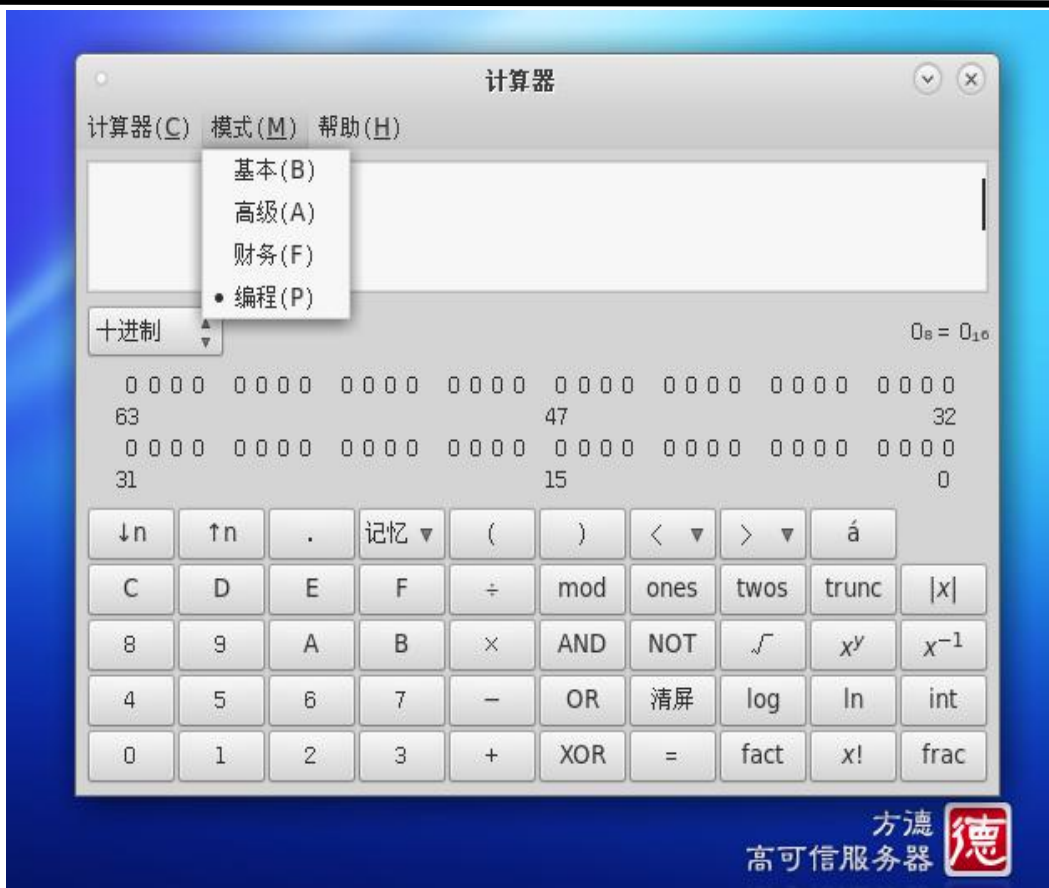 计算器
计算器(C) 模式(M) 帮助(H)
基本(B)
高级(A)
财务(F)
编程(P)
十进制
0₈ = 0₁₆
0000 0000 0000 0000 0000 0000 0000 0000
63 47 32
0000 0000 0000 0000 0000 0000 0000 0000
31 15 0
↓n ↑n . 记忆 ( ) < > á
C D E F ÷ mod ones twos trunc |x|
8 9 A B × AND NOT √ xʸ x⁻¹
4 5 6 7 − OR 清屏 log ln int
0 1 2 3 + XOR = fact x! frac
方德
高可信服务器
德